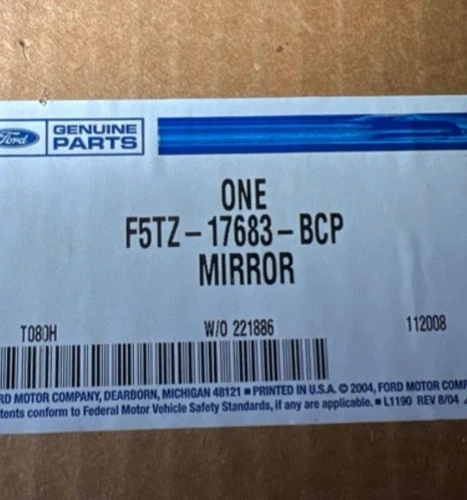 Ford GENUINE
PARTS
ONE
F5TZ-17683-BCP
MIRROR
T080H W/O 221886 112008
RD MOTOR COMPANY, DEARBORN, MICHIGAN 48121 ■ PRINTED IN U.S.A. © 2004, FORD MOTOR COMP
tents conform to Federal Motor Vehicle Safety Standards, if any are applicable. ■ L1190 REV 8/04